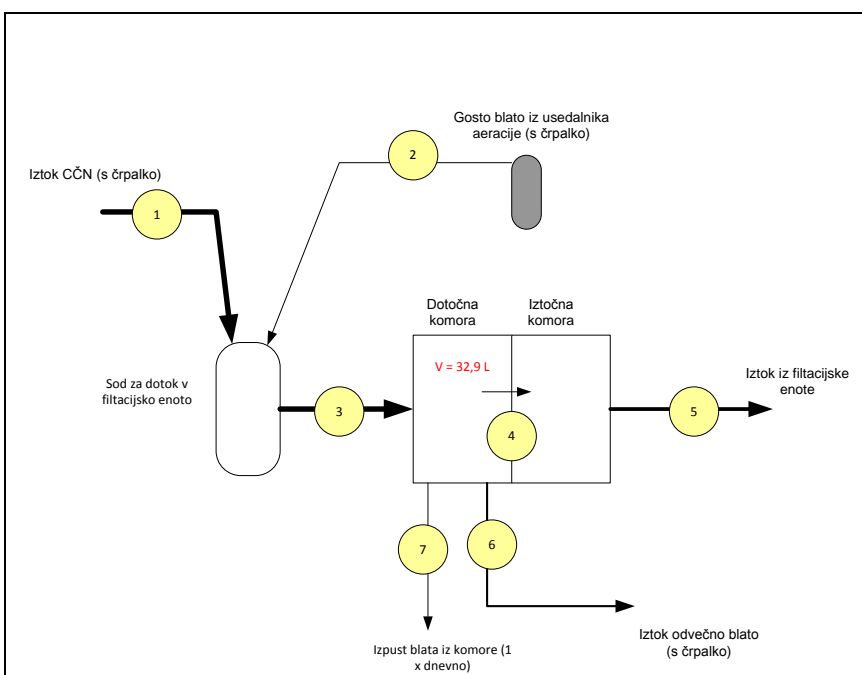 Gosto blato iz usedalnika
aeracije (s črpalko)
2
Iztok CČN (s črpalko)
1
Dotočna
komora
Iztočna
komora
V = 32,9 L
Sod za dotok v
filtacijsko enoto
3
4
5
Iztok iz filtacijske
enote
7
6
Izpust blata iz komore (1
x dnevno)
Iztok odvečno blato
(s črpalko)